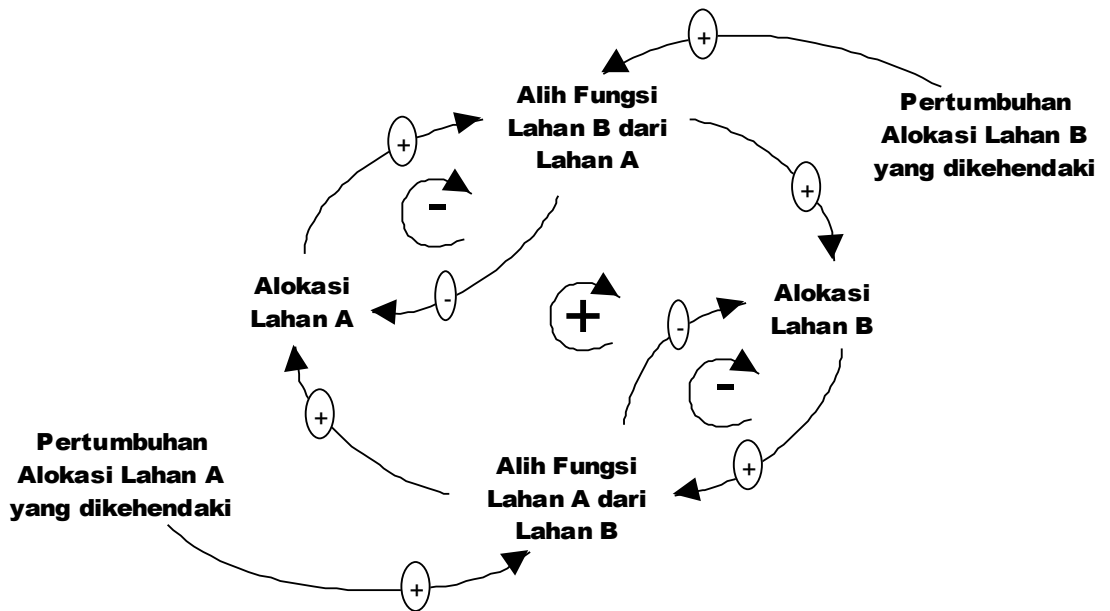 +
Alih Fungsi
Lahan B dari
Lahan A
Pertumbuhan
Alokasi Lahan B
yang dikehendaki
+
+
-
-
Alokasi
Lahan A
+
-
Alokasi
Lahan B
-
+
+
Pertumbuhan
Alokasi Lahan A
yang dikehendaki
Alih Fungsi
Lahan A dari
Lahan B
+